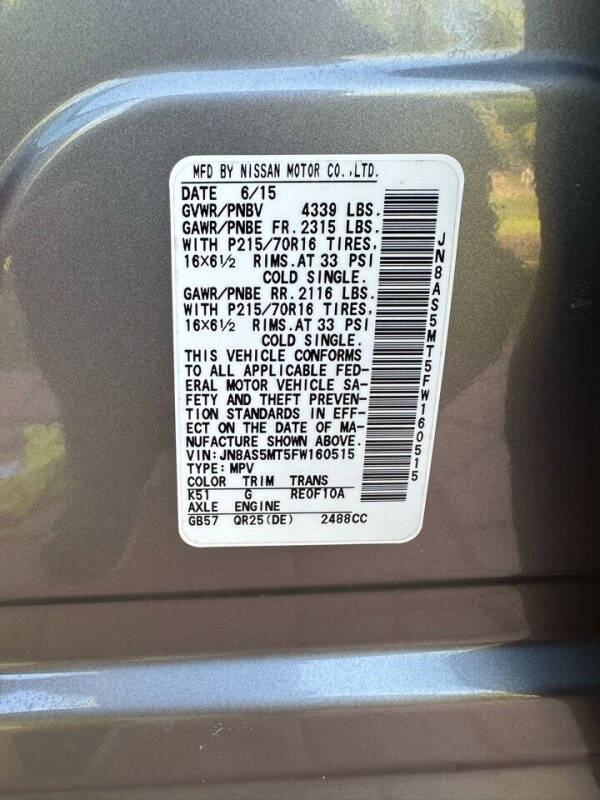 MFD BY NISSAN MOTOR CO.,LTD.
DATE 6/15
GVWR/PNBV 4339 LBS.
GAWR/PNBE FR. 2315 LBS.
WITH P215/70R16 TIRES,
16X6½ RIMS.AT 33 PSI
COLD SINGLE.
GAWR/PNBE RR. 2116 LBS.
WITH P215/70R16 TIRES,
16X6½ RIMS.AT 33 PSI
COLD SINGLE.
THIS VEHICLE CONFORMS
TO ALL APPLICABLE FED-
ERAL MOTOR VEHICLE SA-
FETY AND THEFT PREVEN-
TION STANDARDS IN EFF-
ECT ON THE DATE OF MA-
NUFACTURE SHOWN ABOVE.
VIN:JN8AS5MT5FW160515
TYPE:MPV
COLOR TRIM TRANS
K51 G RE0F10A
AXLE ENGINE
GB57 QR25(DE) 2488CC
JN8AS5MT5FW160515